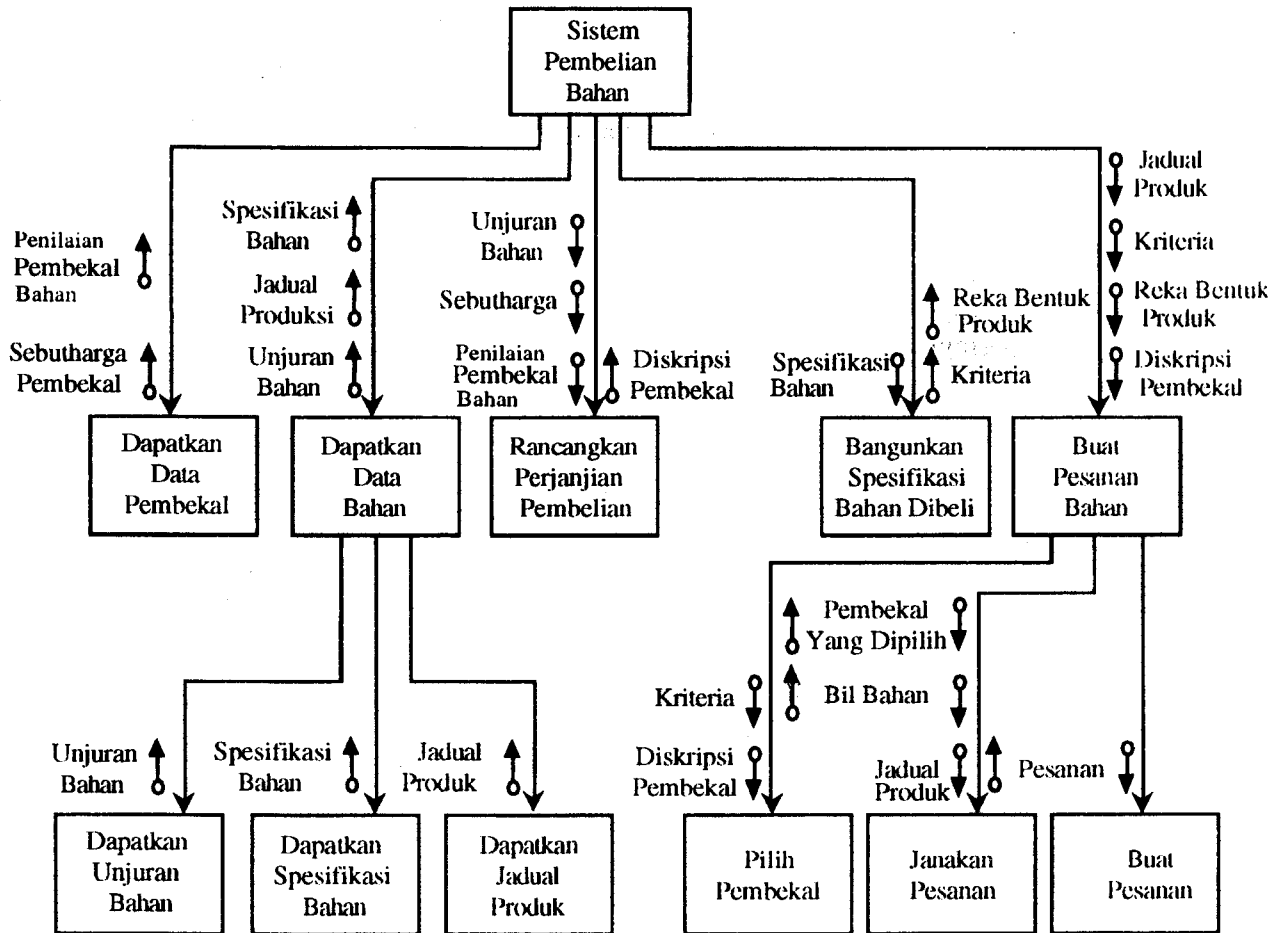 Sistem
Pembelian
Bahan
Penilaian
Pembekal
Bahan
Sebutharga
Pembekal
Spesifikasi
Bahan
Jadual
Produksi
Unjuran
Bahan
Unjuran
Bahan
Sebutharga
Penilaian
Pembekal
Bahan
Diskripsi
Pembekal
Spesifikasi
Bahan
Reka Bentuk
Produk
Kriteria
Jadual
Produk
Kriteria
Reka Bentuk
Produk
Diskripsi
Pembekal
Dapatkan
Data
Pembekal
Dapatkan
Data
Bahan
Rancangkan
Perjanjian
Pembelian
Bangunkan
Spesifikasi
Bahan Dibeli
Buat
Pesanan
Bahan
Unjuran
Bahan
Spesifikasi
Bahan
Jadual
Produk
Kriteria
Diskripsi
Pembekal
Pembekal
Yang Dipilih
Bil Bahan
Jadual
Produk
Pesanan
Dapatkan
Unjuran
Bahan
Dapatkan
Spesifikasi
Bahan
Dapatkan
Jadual
Produk
Pilih
Pembekal
Janakan
Pesanan
Buat
Pesanan